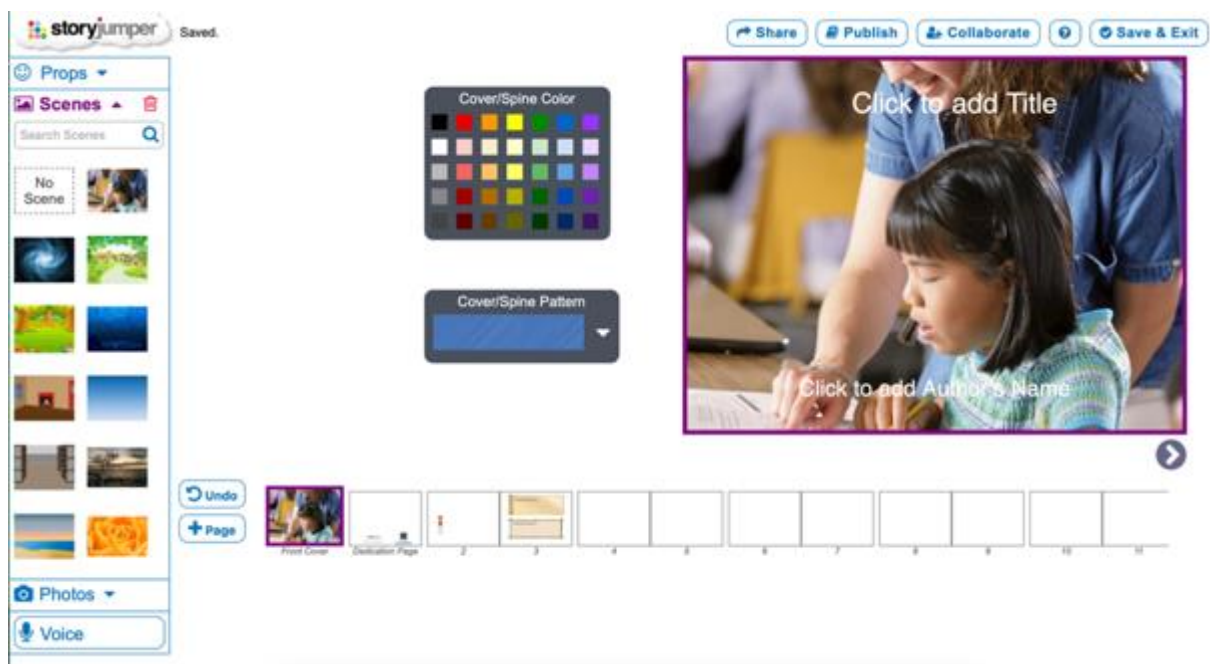 storyjumper
Saved.
Share
Publish
Collaborate
?
Save & Exit
Props
Scenes
Search Scenes
No
Scene
Photos
Voice
Cover/Spine Color
Cover/Spine Pattern
Click to add Title
Click to add Author's Name
Undo
+ Page
Front Cover
Dedication Page
2
3
4
5
6
7
8
9
10
11